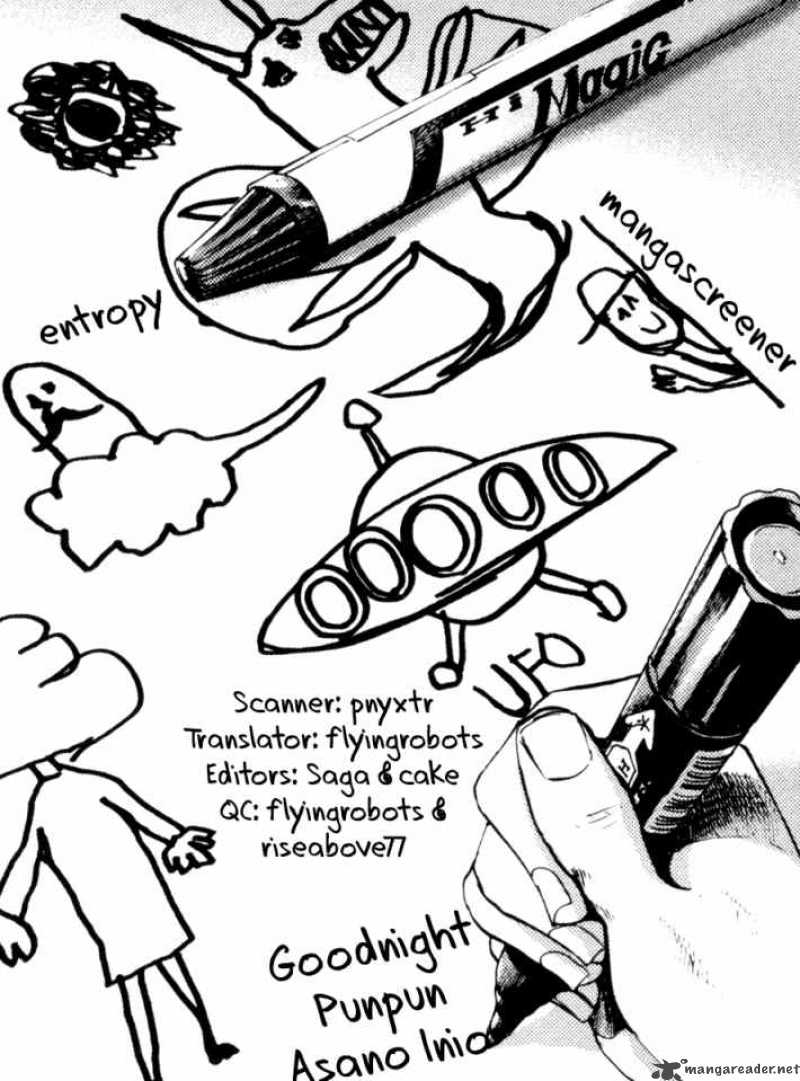 Hi MagiC
mangascreener
entropy
UFO
Scanner: pnyxtr
Translator: flyingrobots
Editors: Saga & cake
QC: flyingrobots &
riseabove77
Goodnight
Punpun
Asano Inio
mangareader.net